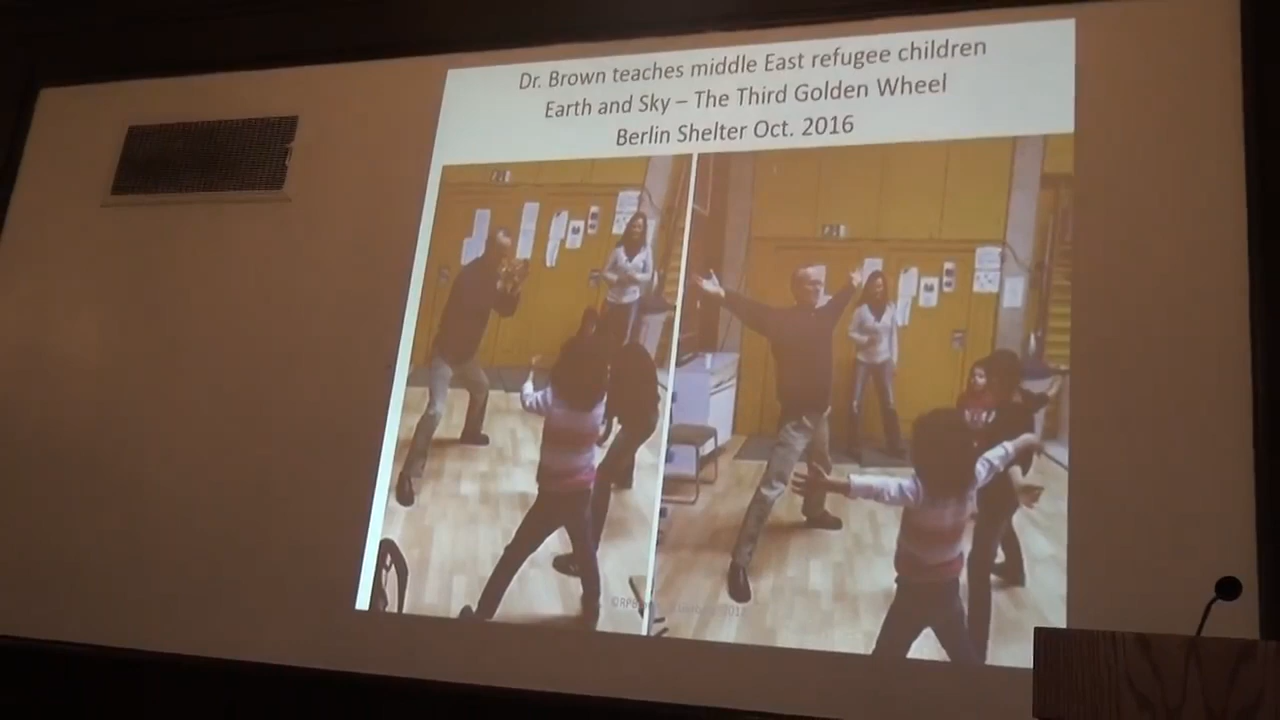 Dr. Brown teaches middle East refugee children
Earth and Sky – The Third Golden Wheel
Berlin Shelter Oct. 2016